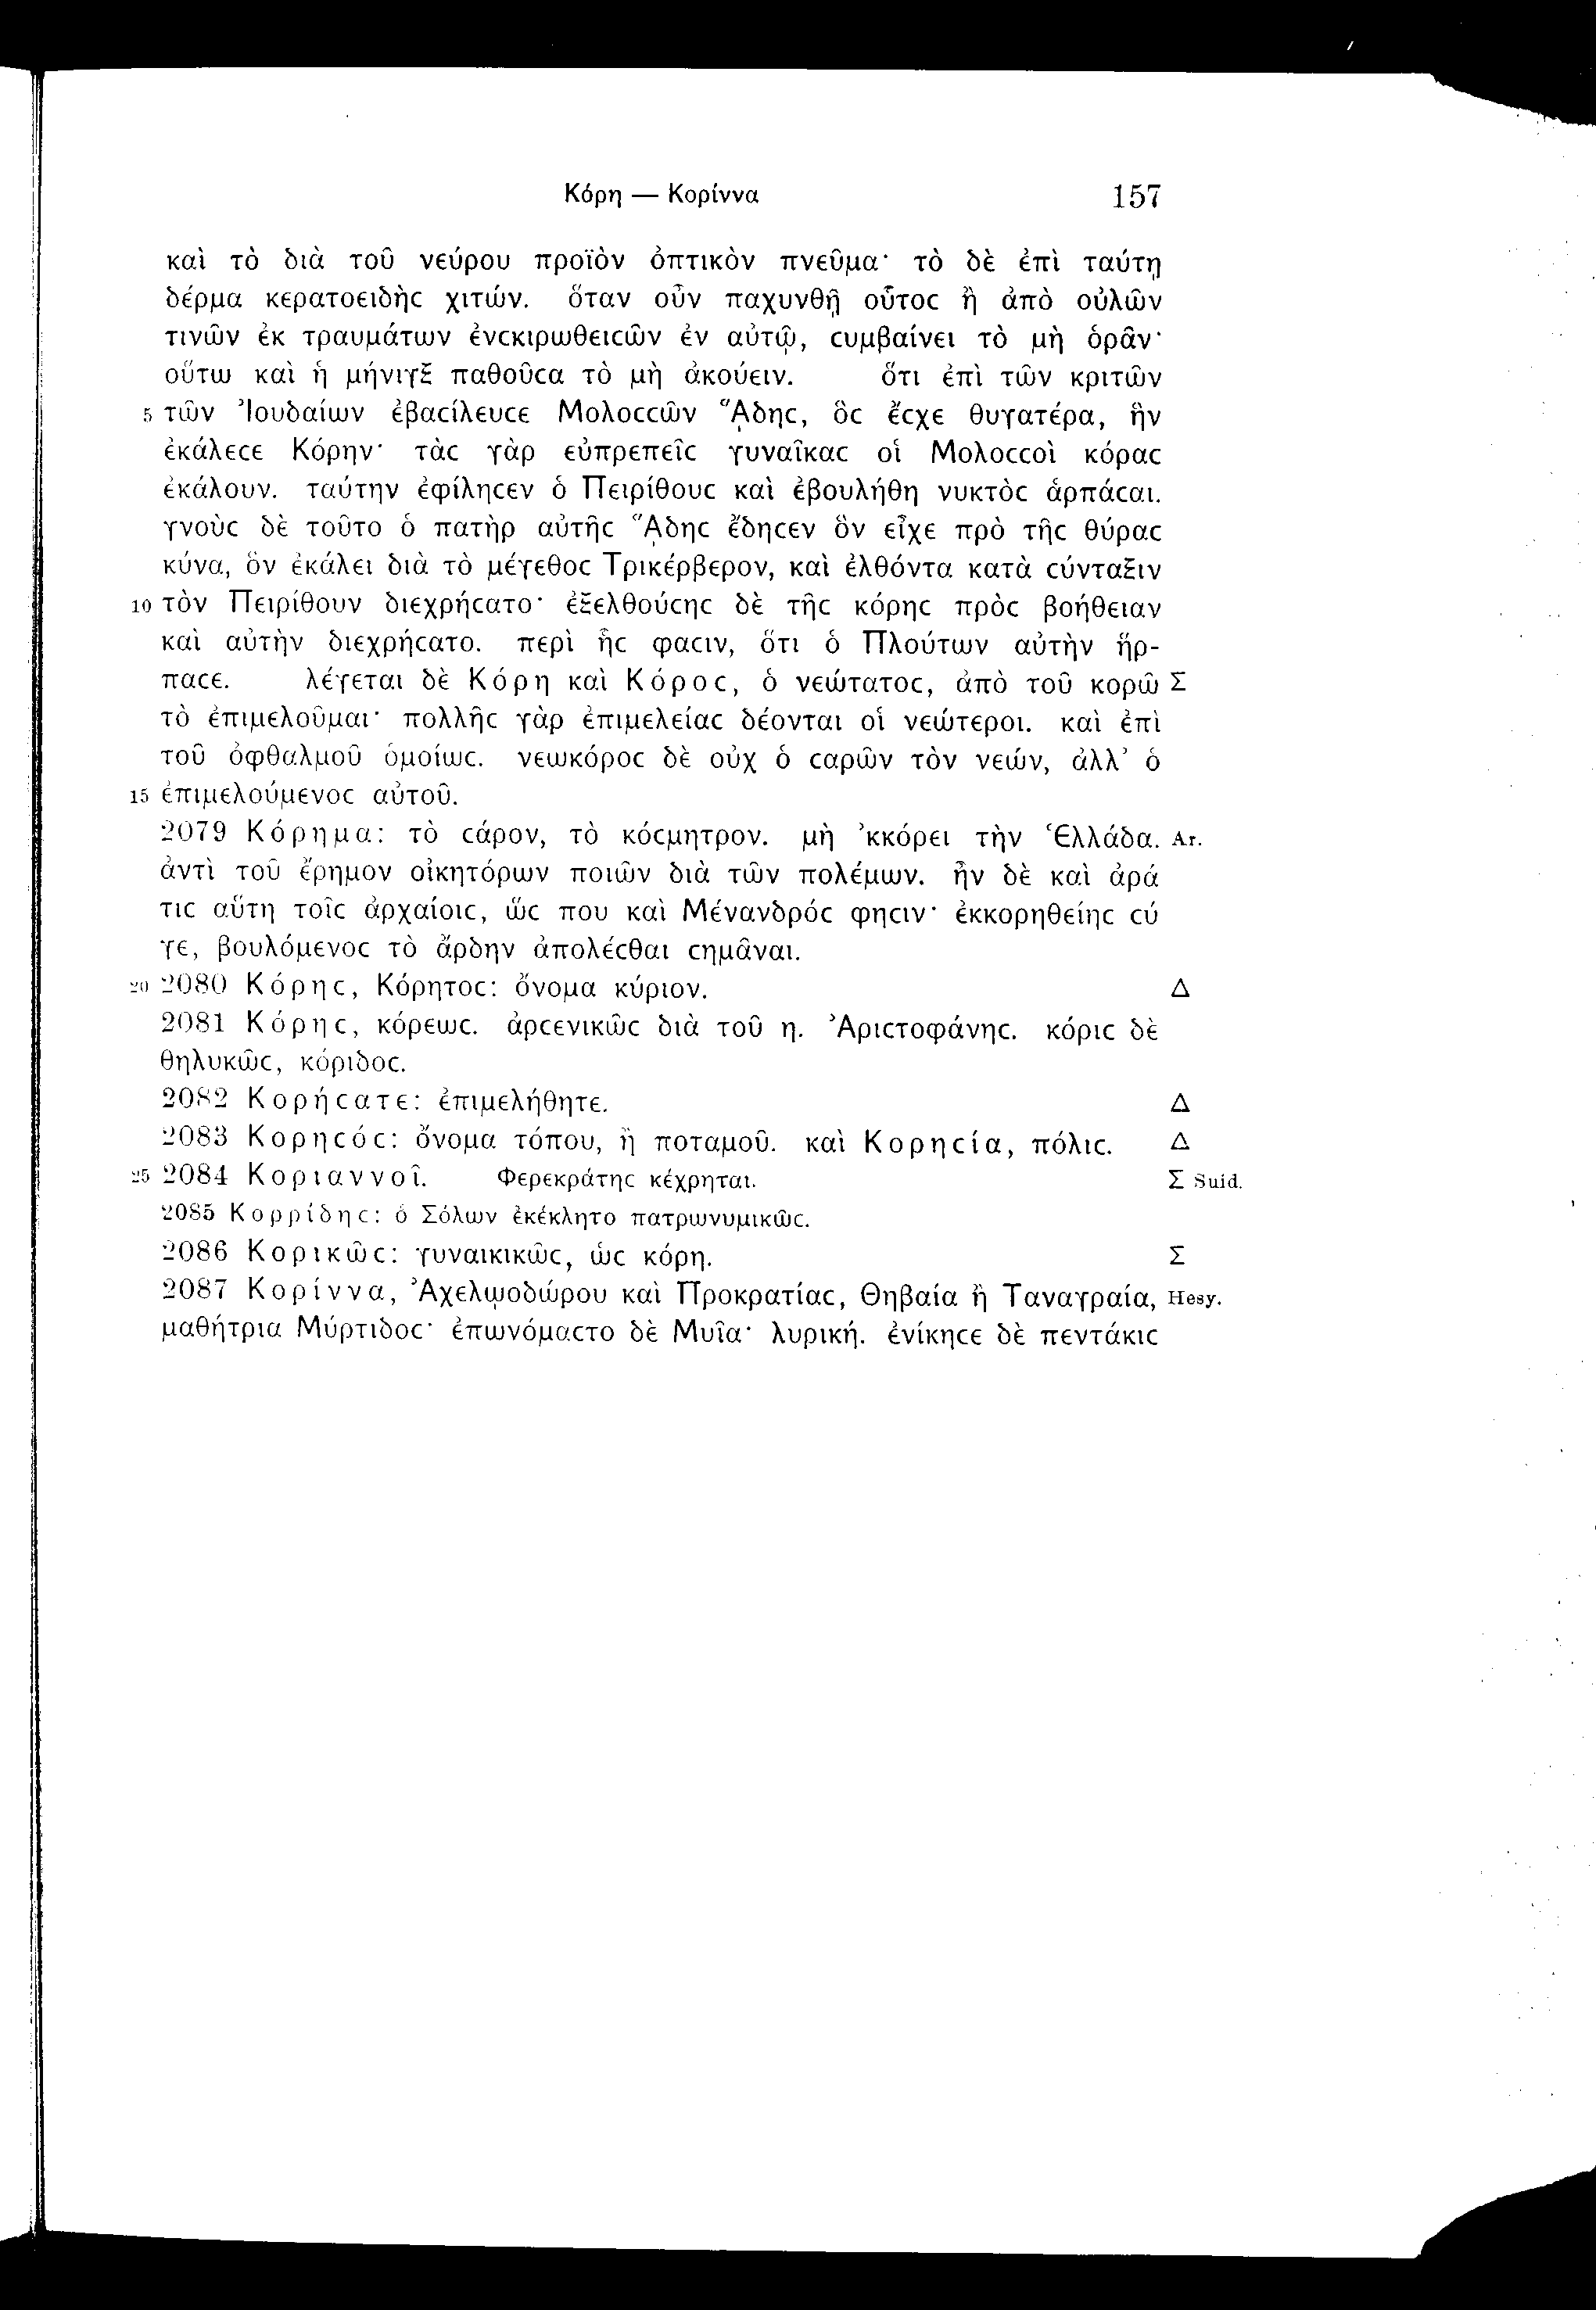 Κόρη — Κορίννα 157
καὶ τὸ διὰ τοῦ νεύρου προϊὸν ὀπτικὸν πνεῦμα· τὸ δὲ ἐπὶ ταύτῃ
δέρμα κερατοειδὴϲ χιτών. ὅταν οὖν παχυνθῇ οὗτοϲ ἢ ἀπὸ οὐλῶν
τινῶν ἐκ τραυμάτων ἐνϲκιρωθειϲῶν ἐν αὐτῷ, ϲυμβαίνει τὸ μὴ ὁρᾶν·
οὕτω καὶ ἡ μήνιγξ παθοῦϲα τὸ μὴ ἀκούειν. ὅτι ἐπὶ τῶν κριτῶν
5 τῶν Ἰουδαίων ἐβαϲίλευϲε Μολοϲϲῶν ῞ᾼδηϲ, ὃϲ ἔϲχε θυγατέρα, ἣν
ἐκάλεϲε Κόρην· τὰϲ γὰρ εὐπρεπεῖϲ γυναῖκαϲ οἱ Μολοϲϲοὶ κόραϲ
ἐκάλουν. ταύτην ἐφίληϲεν ὁ Πειρίθουϲ καὶ ἐβουλήθη νυκτὸϲ ἁρπάϲαι.
γνοὺϲ δὲ τοῦτο ὁ πατὴρ αὐτῆϲ ῞ᾼδηϲ ἔδηϲεν ὃν εἶχε πρὸ τῆϲ θύραϲ
κύνα, ὃν ἐκάλει διὰ τὸ μέγεθοϲ Τρικέρβερον, καὶ ἐλθόντα κατὰ ϲύνταξιν
10 τὸν Πειρίθουν διεχρήϲατο· ἐξελθούϲηϲ δὲ τῆϲ κόρηϲ πρὸϲ βοήθειαν
καὶ αὐτὴν διεχρήϲατο. περὶ ἧϲ φαϲιν, ὅτι ὁ Πλούτων αὐτὴν ἥρ-
παϲε. λέγεται δὲ Κόρη καὶ Κόροϲ, ὁ νεώτατοϲ, ἀπὸ τοῦ κορῶ Σ
τὸ ἐπιμελοῦμαι· πολλῆϲ γὰρ ἐπιμελείαϲ δέονται οἱ νεώτεροι. καὶ ἐπὶ
τοῦ ὀφθαλμοῦ ὁμοίωϲ. νεωκόροϲ δὲ οὐχ ὁ ϲαρῶν τὸν νεών, ἀλλ' ὁ
15 ἐπιμελούμενοϲ αὐτοῦ.
2079 Κόρημα: τὸ ϲάρον, τὸ κόϲμητρον. μὴ 'κκόρει τὴν Ἑλλάδα. Ar.
ἀντὶ τοῦ ἔρημον οἰκητόρων ποιῶν διὰ τῶν πολέμων. ἦν δὲ καὶ ἀρά
τιϲ αὕτη τοῖϲ ἀρχαίοιϲ, ὥϲ που καὶ Μένανδρόϲ φηϲιν· ἐκκορηθείηϲ ϲύ
γε, βουλόμενοϲ τὸ ἄρδην ἀπολέϲθαι ϲημᾶναι.
20 2080 Κόρηϲ, Κόρητοϲ: ὄνομα κύριον. Δ
2081 Κόρηϲ, κόρεωϲ. ἀρϲενικῶϲ διὰ τοῦ η. Ἀριϲτοφάνηϲ. κόριϲ δὲ
θηλυκῶϲ, κόριδοϲ.
2082 Κορήϲατε: ἐπιμελήθητε. Δ
2083 Κορηϲόϲ: ὄνομα τόπου, ἢ ποταμοῦ. καὶ Κορηϲία, πόλιϲ. Δ
25 2084 Κοριαννοῖ. Φερεκράτηϲ κέχρηται. Σ Suid.
2085 Κορρίδηϲ: ὁ Σόλων ἐκέκλητο πατρωνυμικῶϲ.
2086 Κορικῶϲ: γυναικικῶϲ, ὡϲ κόρη. Σ
2087 Κορίννα, Ἀχελῳοδώρου καὶ Προκρατίαϲ, Θηβαία ἢ Ταναγραία, Hesy.
μαθήτρια Μύρτιδοϲ· ἐπωνόμαϲτο δὲ Μυῖα· λυρική. ἐνίκηϲε δὲ πεντάκιϲ